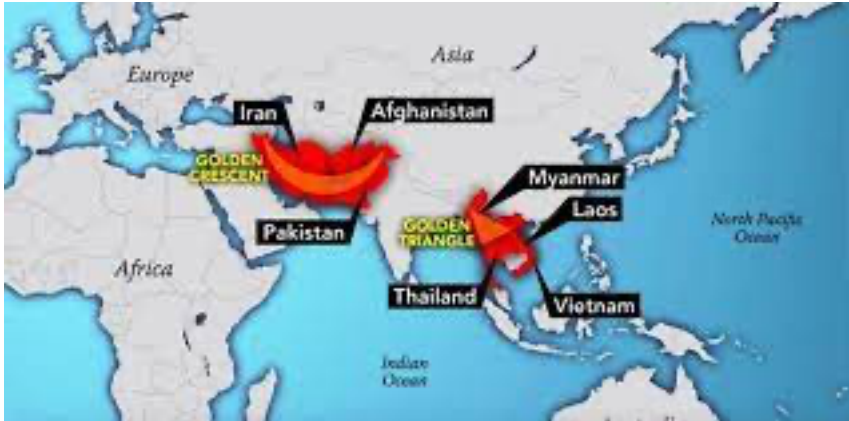 Asia
Europe
Iran
Afghanistan
GOLDEN
CRESCENT
Myanmar
Laos
Pakistan
GOLDEN
TRIANGLE
North Pacific
Ocean
Africa
Thailand
Vietnam
Indian
Ocean